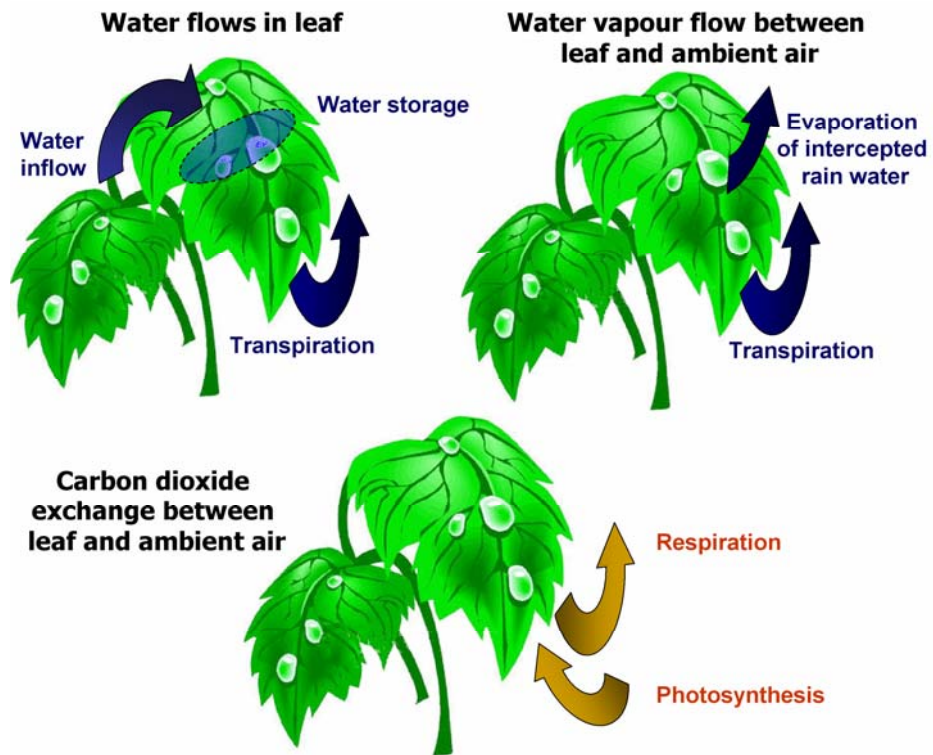 Water flows in leaf
Water
inflow
Water storage
Transpiration
Water vapour flow between
leaf and ambient air
Evaporation
of intercepted
rain water
Transpiration
Carbon dioxide
exchange between
leaf and ambient air
Respiration
Photosynthesis